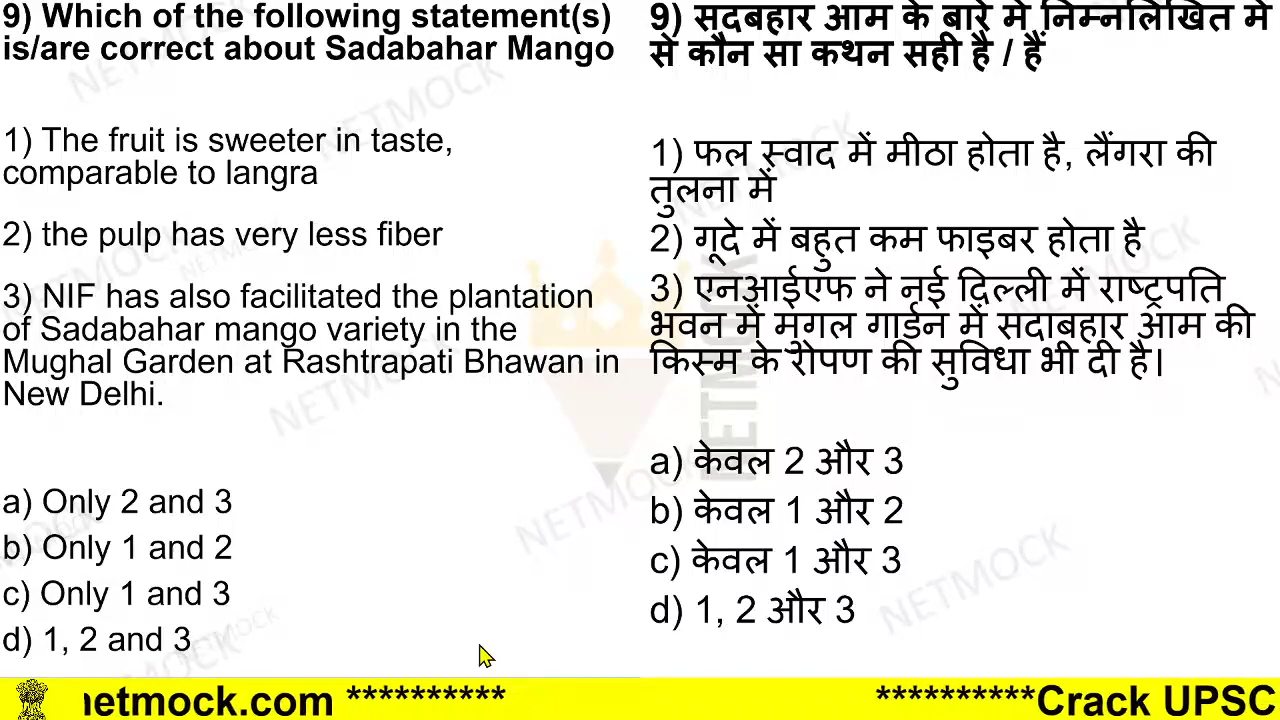 9) Which of the following statement(s)
is/are correct about Sadabahar Mango
1) The fruit is sweeter in taste,
comparable to langra
2) the pulp has very less fiber
3) NIF has also facilitated the plantation
of Sadabahar mango variety in the
Mughal Garden at Rashtrapati Bhawan in
New Delhi.
a) Only 2 and 3
b) Only 1 and 2
c) Only 1 and 3
d) 1, 2 and 3
9) सदबहार आम के बारे में निम्नलिखित में
से कौन सा कथन सही है / हैं
1) फल स्वाद में मीठा होता है, लैंगरा की
तुलना में
2) गूदे में बहुत कम फाइबर होता है
3) एनआईएफ ने नई दिल्ली में राष्ट्रपति
भवन में मुगल गार्डन में सदाबहार आम की
किस्म के रोपण की सुविधा भी दी है।
a) केवल 2 और 3
b) केवल 1 और 2
c) केवल 1 और 3
d) 1, 2 और 3
NETMOCK
netmock.com ********** **********Crack UPSC